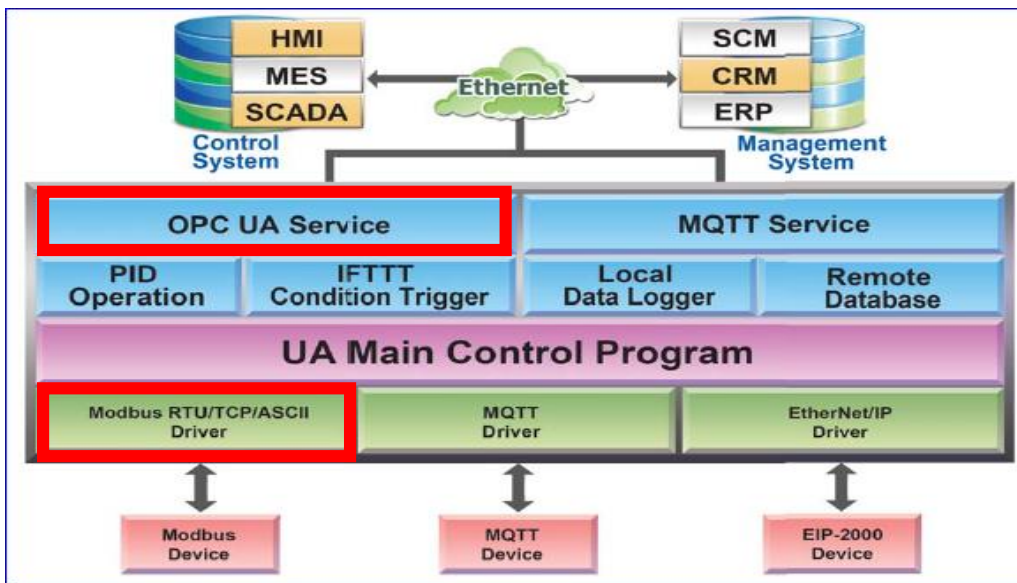 HMI
MES
SCADA
Control
System
Ethernet
SCM
CRM
ERP
Management
System
OPC UA Service
MQTT Service
PID
Operation
IFTTT
Condition Trigger
Local
Data Logger
Remote
Database
UA Main Control Program
Modbus RTU/TCP/ASCII
Driver
MQTT
Driver
EtherNet/IP
Driver
Modbus
Device
MQTT
Device
EIP-2000
Device